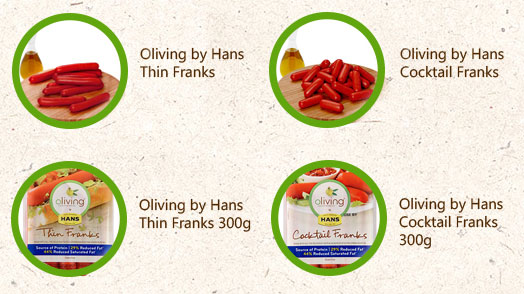 Oliving by Hans
Thin Franks
Oliving by Hans
Cocktail Franks
oliving
HANS
Thin Franks
Source of Protein | 29% Reduced Fat
44% Reduced Saturated Fat
Oliving by Hans
Thin Franks 300g
oliving
HANS
Cocktail Franks
Source of Protein | 29% Reduced Fat
44% Reduced Saturated Fat
Oliving by Hans
Cocktail Franks
300g